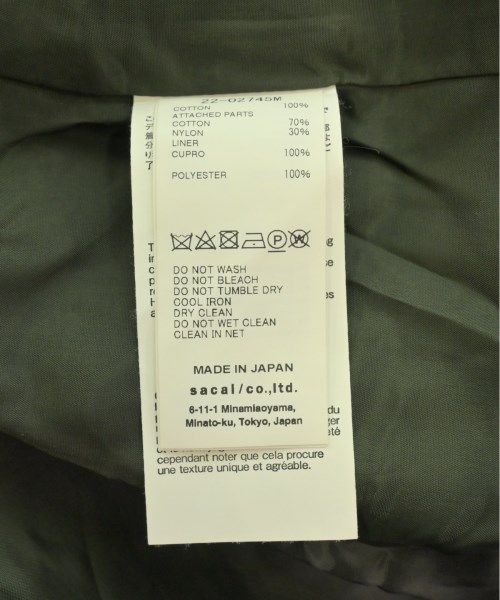 22-02745M
COTTON 100%
ATTACHED PARTS
COTTON 70%
NYLON 30%
LINER
CUPRO 100%
POLYESTER 100%
P W
DO NOT WASH
DO NOT BLEACH
DO NOT TUMBLE DRY
COOL IRON
DRY CLEAN
DO NOT WET CLEAN
CLEAN IN NET
MADE IN JAPAN
sacai/co.,ltd.
6-11-1 Minamiaoyama,
Minato-ku, Tokyo, Japan
cependant noter que cela procure
une texture unique et agréable.